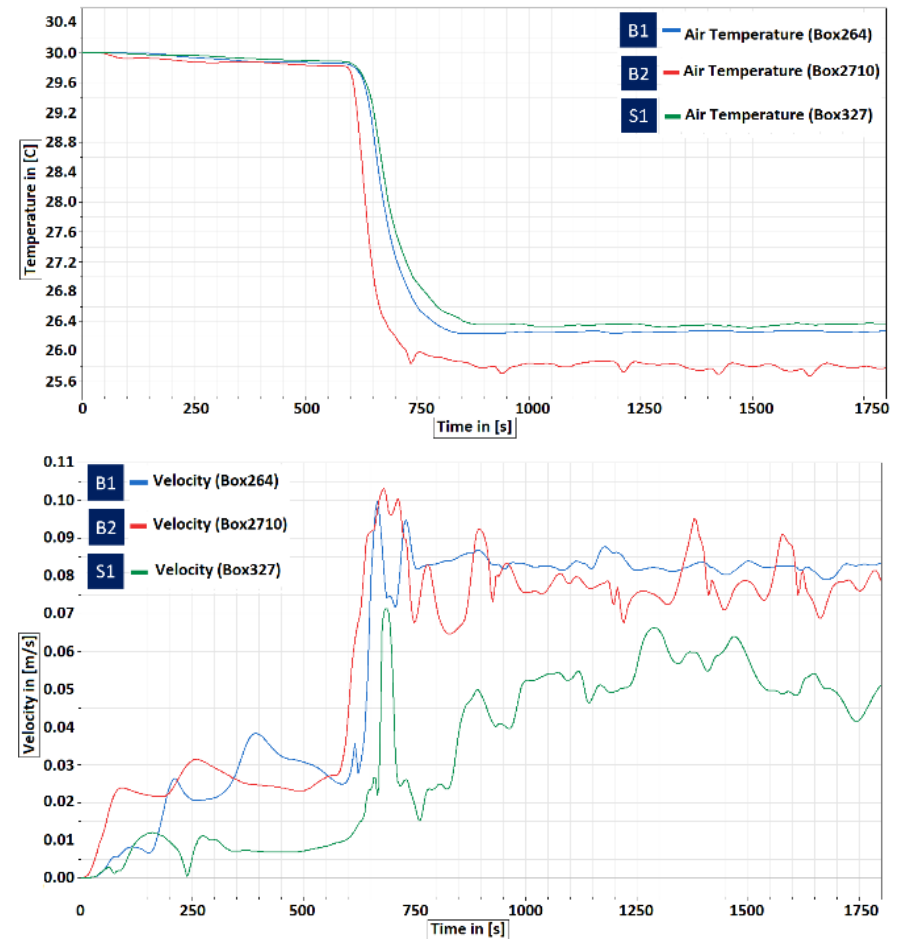 30.4
30.0
29.6
29.2
28.8
28.4
28.0
27.6
27.2
26.8
26.4
26.0
25.6
Temperature in [C]
B1 Air Temperature (Box264)
B2 Air Temperature (Box2710)
S1 Air Temperature (Box327)
0 250 500 750 1000 1250 1500 1750
Time in [s]
0.11
0.10
0.09
0.08
0.07
0.06
0.05
0.04
0.03
0.02
0.01
0.00
Velocity in [m/s]
B1 Velocity (Box264)
B2 Velocity (Box2710)
S1 Velocity (Box327)
0 250 500 750 1000 1250 1500 1750
Time in [s]